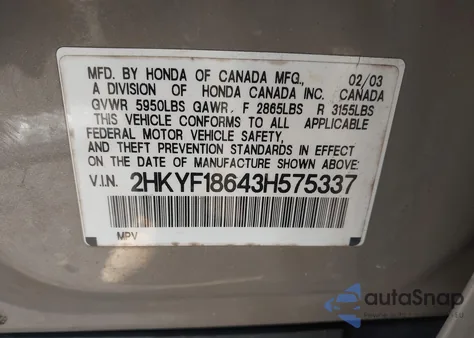 MFD. BY HONDA OF CANADA MFG., 02/03
A DIVISION OF HONDA CANADA INC. CANADA
GVWR 5950LBS GAWR. F 2865LBS R 3155LBS
THIS VEHICLE CONFORMS TO ALL APPLICABLE
FEDERAL MOTOR VEHICLE SAFETY,
AND THEFT PREVENTION STANDARDS IN EFFECT
ON THE DATE OF MANUFACTURE SHOWN ABOVE:
V.I.N. 2HKYF18643H575337
MPV
autoSnap